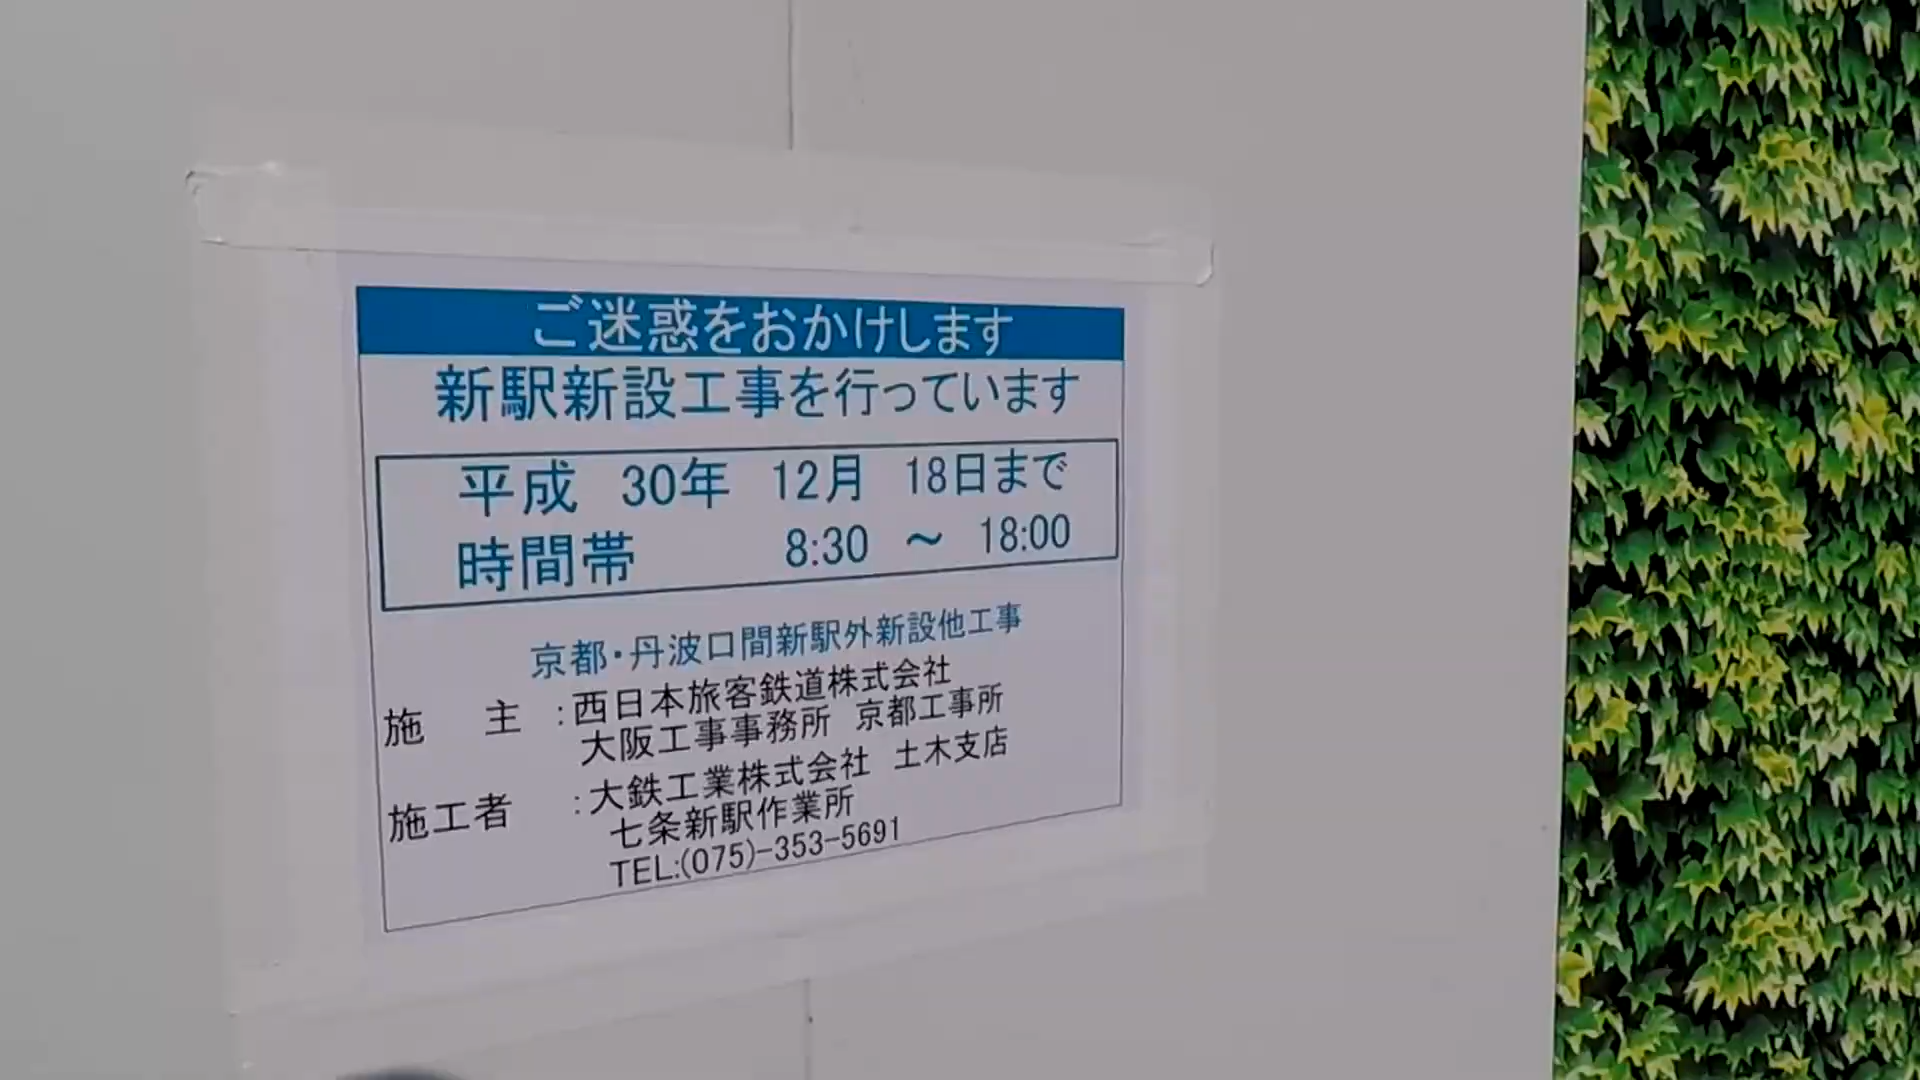 ご迷惑をおかけします
新駅新設工事を行っています
平成 30年 12月 18日まで
時間帯 8:30 ～ 18:00
京都・丹波口間新駅外新設他工事
施 主 :西日本旅客鉄道株式会社
大阪工事事務所 京都工事所
施工者 :大鉄工業株式会社 土木支店
七条新駅作業所
TEL:(075)-353-5691